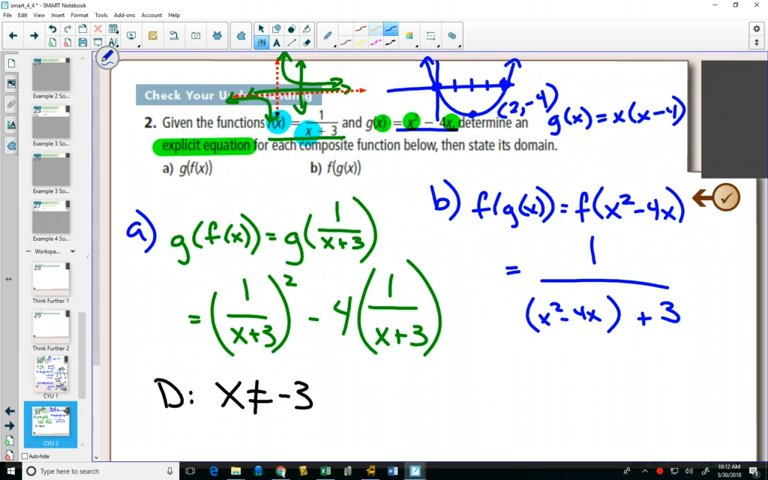 smart_4_4* - SMART Notebook
File Edit View Insert Format Tools Add-ons Account Help
Check Your Understanding
(2, -4)
g(x) = x(x-4)
2. Given the functions f(x) = 1/(x + 3) and g(x) = x² − 4x, determine an
explicit equation for each composite function below, then state its domain.
a) g(f(x)) b) f(g(x))
a) g(f(x)) = g(1/(x+3))
= (1/(x+3))² - 4(1/(x+3))
D: x ≠ -3
b) f(g(x)) = f(x²-4x)
= 1/((x²-4x) + 3)
Example 2 S...
Example 3 S...
Example 3 S...
Example 4 S...
Workspa...
28
Think Further 1
29
Think Further 2
30
CYU 1
CYU 2
Auto-hide
Type here to search
10:12 AM
5/30/2018